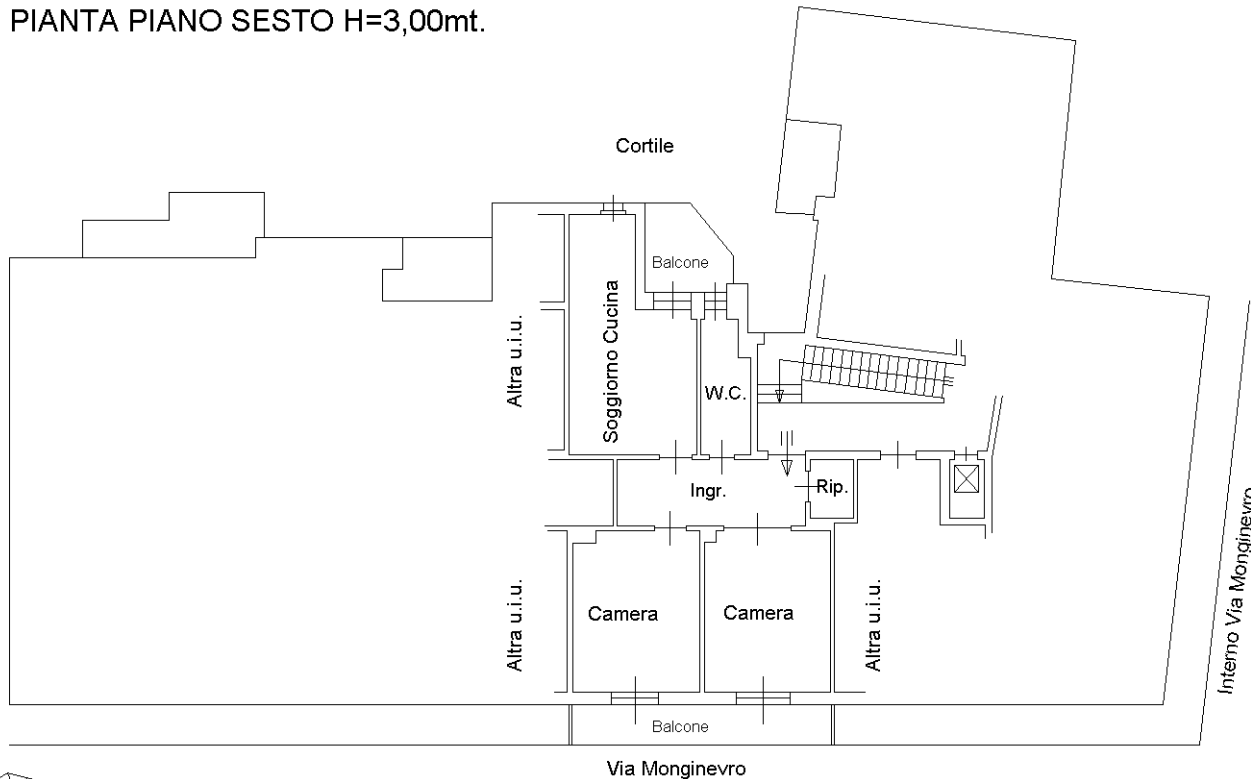 PIANTA PIANO SESTO H=3,00mt.
Cortile
Balcone
Soggiorno Cucina
Altra u.i.u.
W.C.
Ingr.
Rip.
Camera
Camera
Altra u.i.u.
Altra u.i.u.
Interno Via Monginevro
Balcone
Via Monginevro